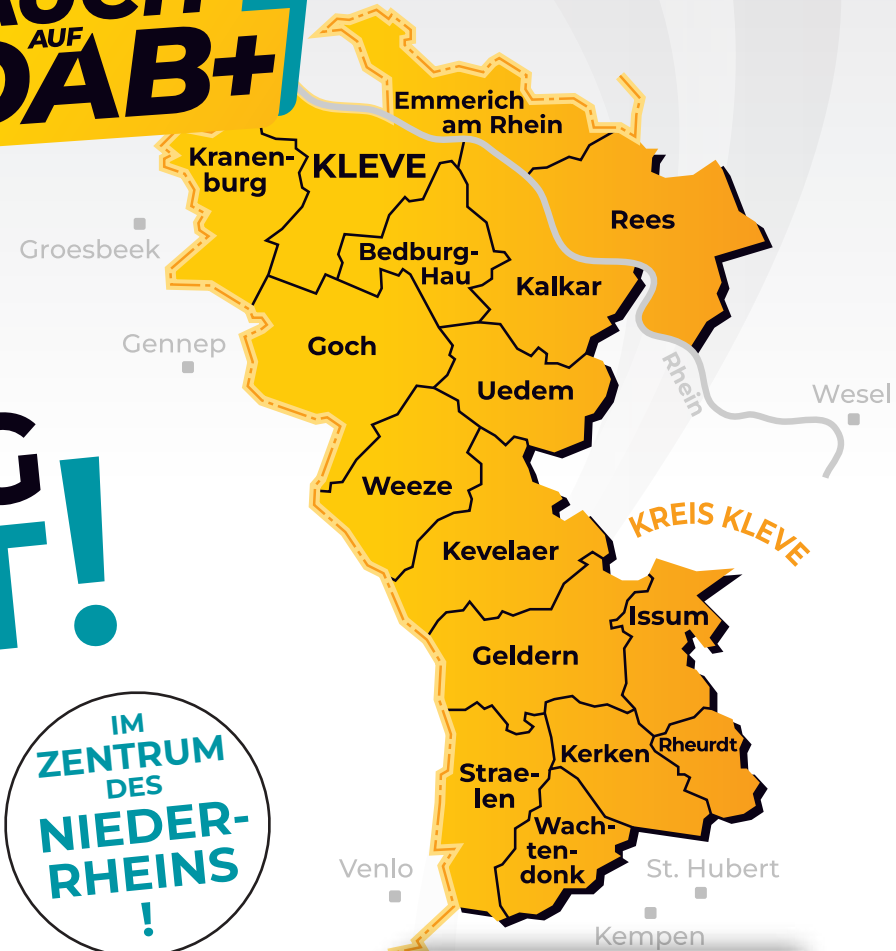 AUCH
AUF
DAB+
Emmerich
am Rhein
Kranen-
burg
KLEVE
Rees
Groesbeek
Bedburg-
Hau
Kalkar
Gennep
Goch
Uedem
Rhein
Wesel
Weeze
KREIS KLEVE
Kevelaer
Issum
Geldern
IM
ZENTRUM
DES
NIEDER-
RHEINS
!
Strae-
len
Kerken
Rheurdt
Wach-
ten-
donk
Venlo
St. Hubert
Kempen